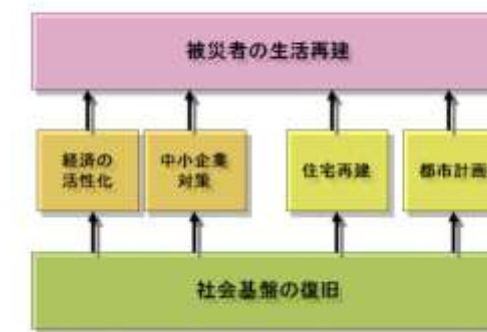 被災者の生活再建
経済の
活性化
中小企業
対策
住宅再建
都市計画
社会基盤の復旧